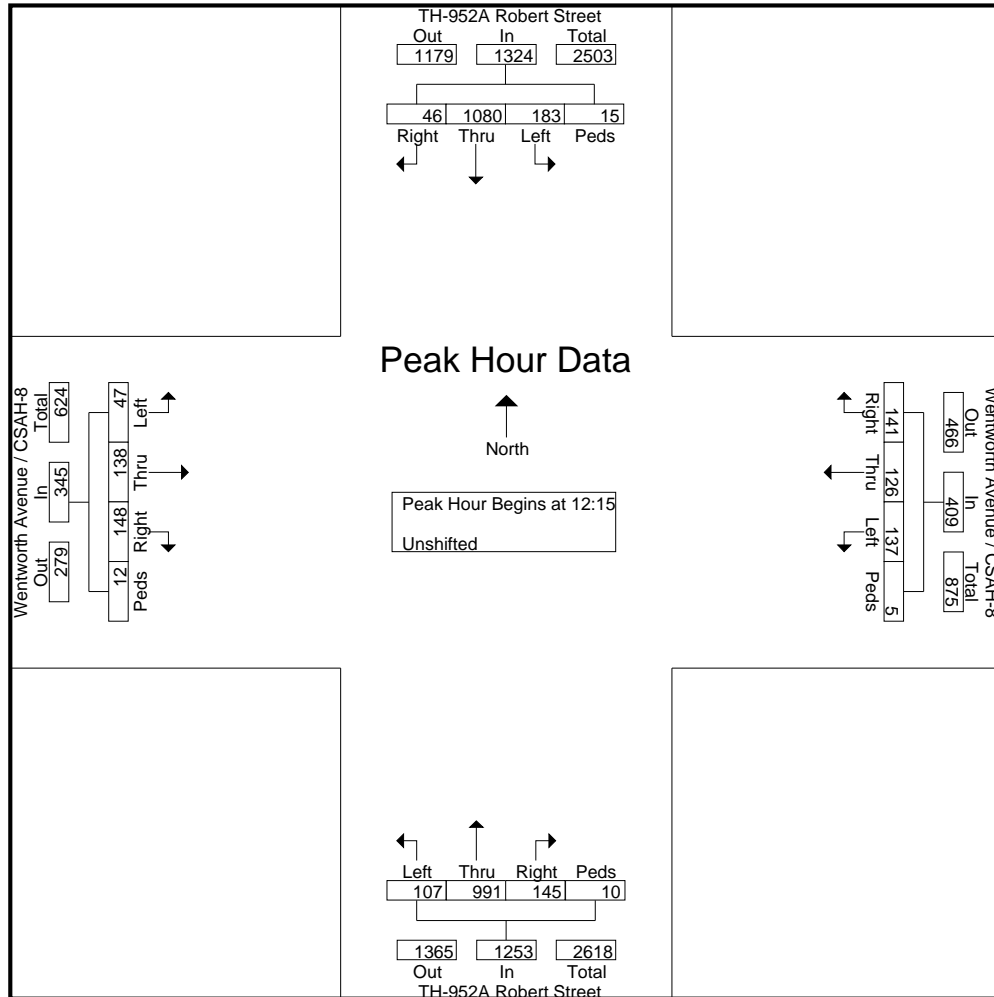 TH-952A Robert Street
Out In Total
1179 1324 2503
46 1080 183 15
Right Thru Left Peds
Peak Hour Data
North
Peak Hour Begins at 12:15
Unshifted
Wentworth Avenue / CSAH-8
Total In Out
624 345 279
47 138 148 12
Left Thru Right Peds
Wentworth Avenue / CSAH-8
Out In Total
466 409 875
141 126 137 5
Right Thru Left Peds
Left Thru Right Peds
107 991 145 10
1365 1253 2618
Out In Total
TH-952A Robert Street